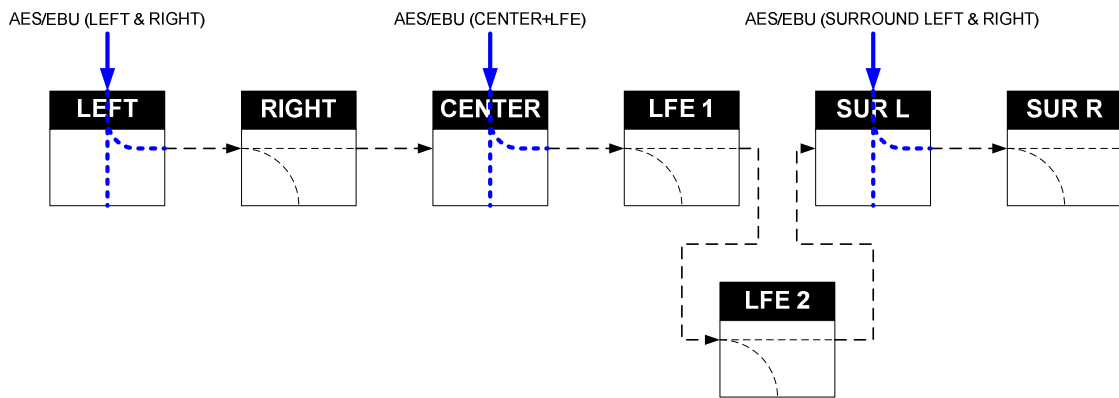 AES/EBU (LEFT & RIGHT)
AES/EBU (CENTER+LFE)
AES/EBU (SURROUND LEFT & RIGHT)
LEFT
RIGHT
CENTER
LFE 1
SUR L
SUR R
LFE 2